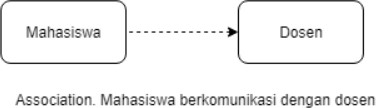 Mahasiswa
Dosen
Association. Mahasiswa berkomunikasi dengan dosen